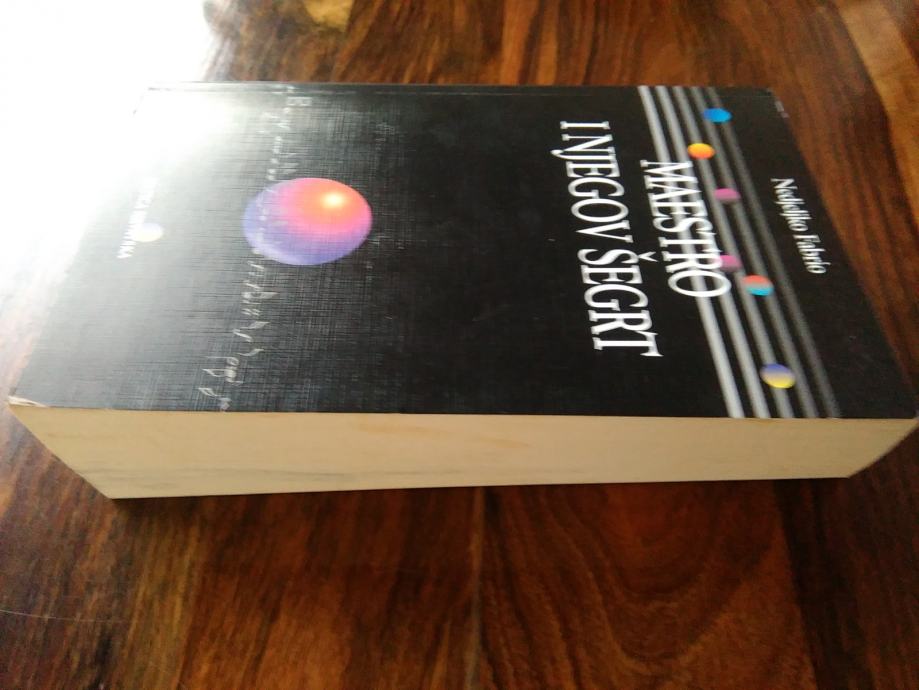 Nedjeljko Fabrio
MAESTRO
I NJEGOV ŠEGRT